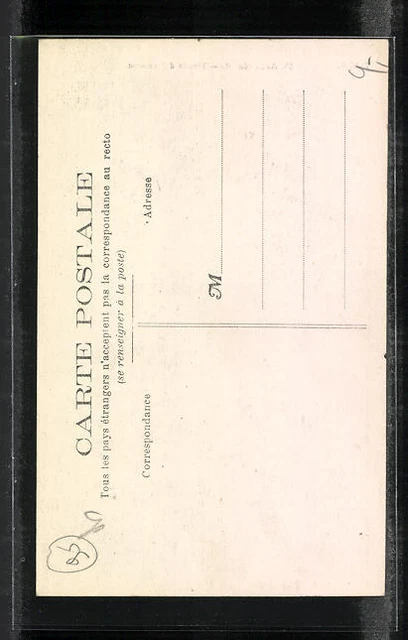 CARTE POSTALE
Tous les pays étrangers n'acceptent pas la correspondance au recto
(se renseigner à la poste)
Correspondance
Adresse
M